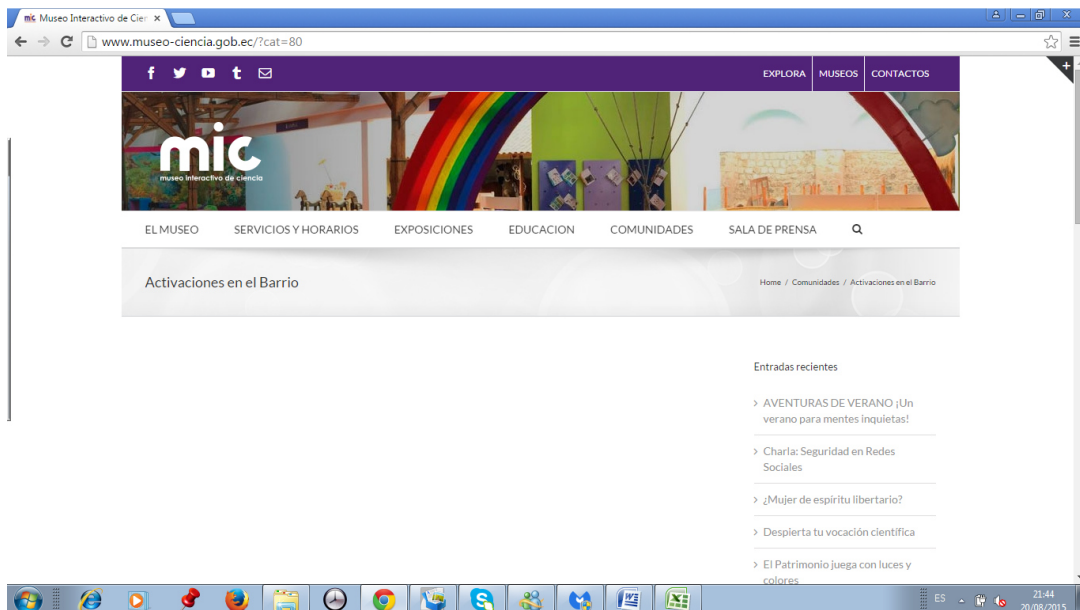 mic Museo Interactivo de Cier
www.museo-ciencia.gob.ec/?cat=80
EXPLORA MUSEOS CONTACTOS
mic
museo interactivo de ciencia
EL MUSEO SERVICIOS Y HORARIOS EXPOSICIONES EDUCACION COMUNIDADES SALA DE PRENSA
Activaciones en el Barrio
Home / Comunidades / Activaciones en el Barrio
Entradas recientes
AVENTURAS DE VERANO ¡Un
verano para mentes inquietas!
Charla: Seguridad en Redes
Sociales
¿Mujer de espíritu libertario?
Despierta tu vocación científica
El Patrimonio juega con luces y
colores
ES
21:44
20/08/2015